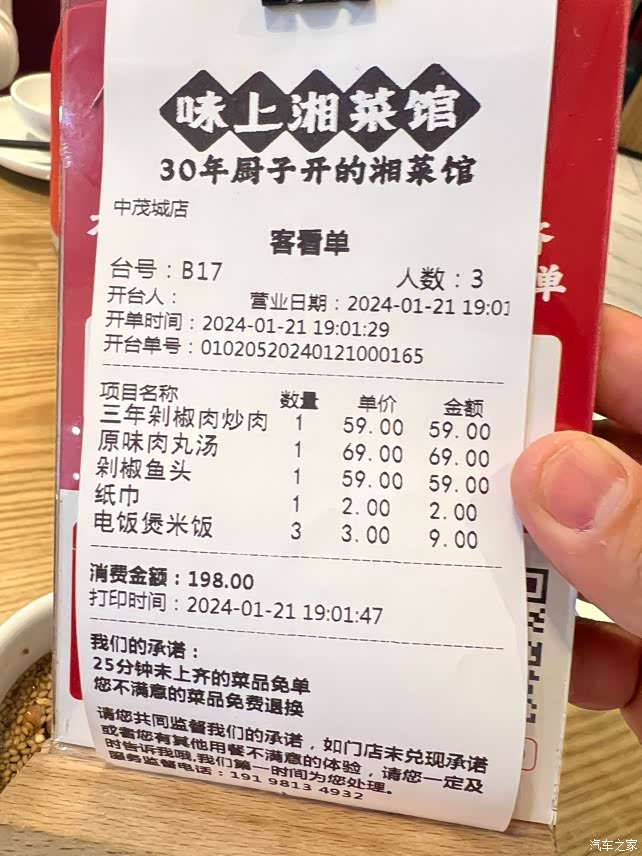 味上湘菜馆
30年厨子开的湘菜馆
中茂城店
客看单
台号：B17 人数：3
开台人： 营业日期：2024-01-21 19:01
开单时间：2024-01-21 19:01:29
开台单号：01020520240121000165
项目名称 数量 单价 金额
三年剁椒肉炒肉 1 59.00 59.00
原味肉丸汤 1 69.00 69.00
剁椒鱼头 1 59.00 59.00
纸巾 1 2.00 2.00
电饭煲米饭 3 3.00 9.00
消费金额：198.00
打印时间：2024-01-21 19:01:47
我们的承诺：
25分钟未上齐的菜品免单
您不满意的菜品免费退换
请您共同监督我们的承诺，如门店未兑现承诺
或者您有其他用餐不满意的体验，请您一定及
时告诉我哦,我们第一时间为您处理。
服务监督电话：191 9813 4932
单
汽车之家